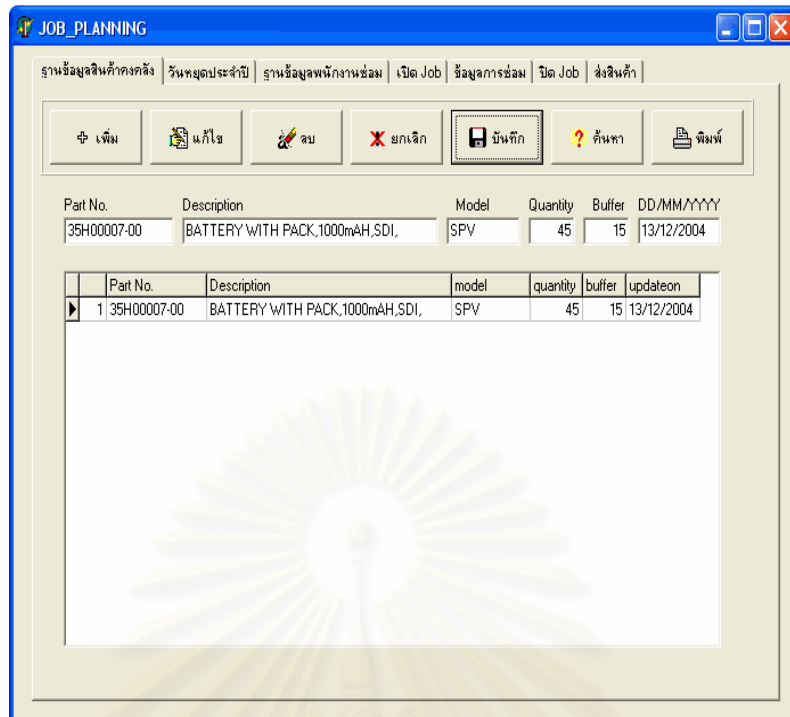 JOB_PLANNING
ฐานข้อมูลสินค้าคงคลัง วันหยุดประจำปี ฐานข้อมูลพนักงานซ่อม เปิด Job ข้อมูลการซ่อม ปิด Job ส่งสินค้า
เพิ่ม แก้ไข ลบ ยกเลิก บันทึก ค้นหา พิมพ์
Part No. Description Model Quantity Buffer DD/MM/YYYY
35H00007-00 BATTERY WITH PACK,1000mAH,SDI, SPV 45 15 13/12/2004
Part No. Description model quantity buffer updateon
1 35H00007-00 BATTERY WITH PACK,1000mAH,SDI, SPV 45 15 13/12/2004